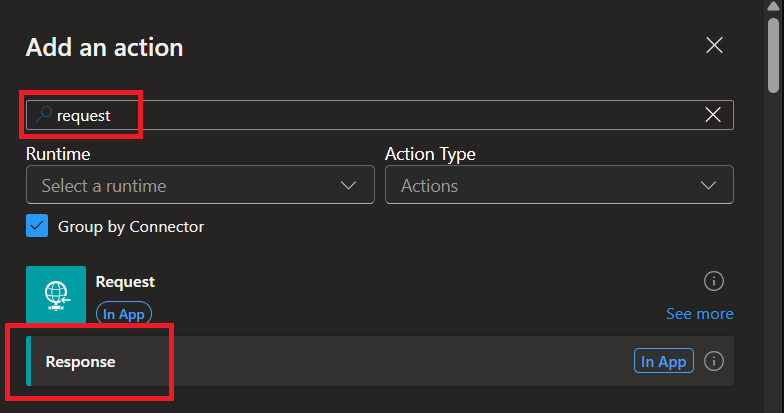 Add an action
request
Runtime Action Type
Select a runtime Actions
Group by Connector
Request
In App
See more
Response In App